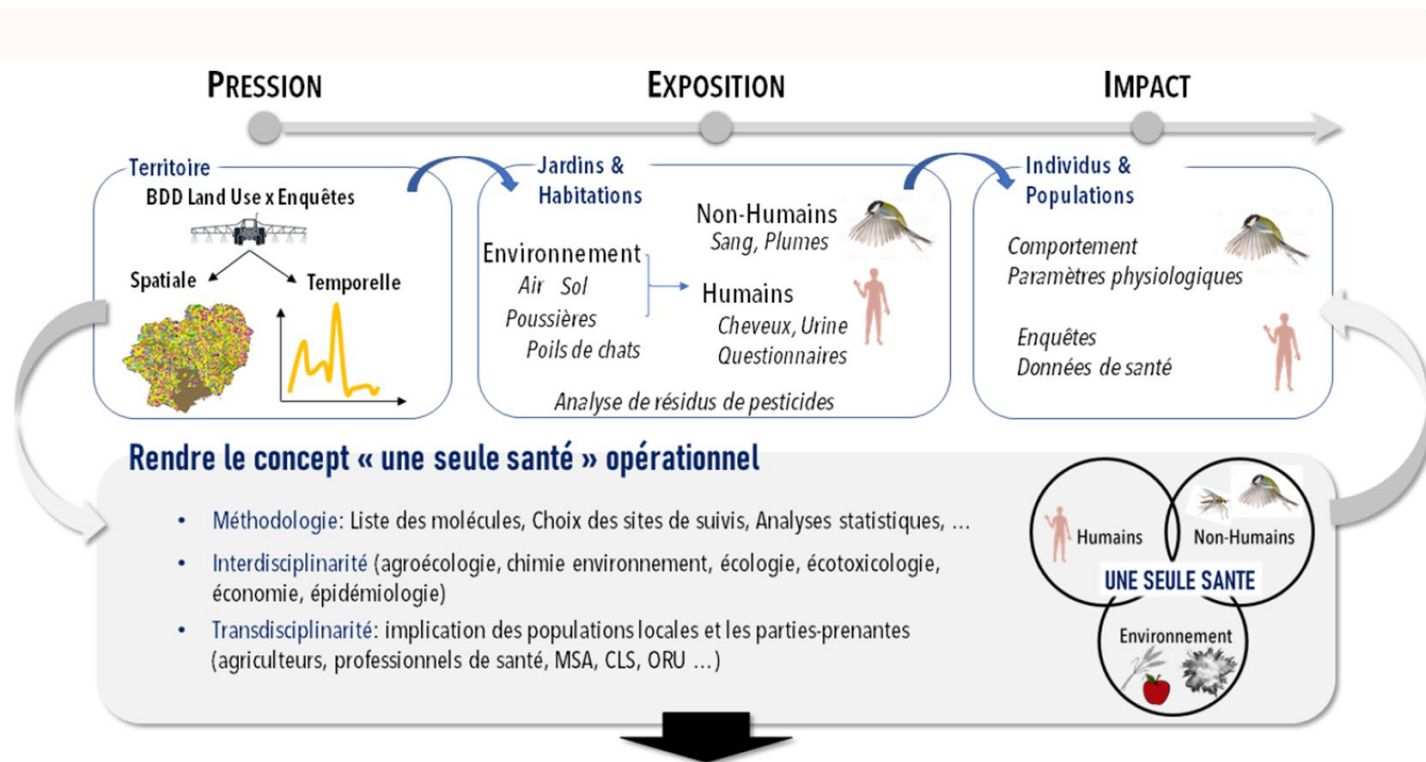 PRESSION
EXPOSITION
IMPACT
Territoire
BDD Land Use x Enquêtes
Spatiale
Temporelle
Jardins &
Habitations
Environnement
Air Sol
Poussières
Poils de chats
Non-Humains
Sang, Plumes
Humains
Cheveux, Urine
Questionnaires
Analyse de résidus de pesticides
Individus &
Populations
Comportement
Paramètres physiologiques
Enquêtes
Données de santé
Rendre le concept « une seule santé » opérationnel
• Méthodologie: Liste des molécules, Choix des sites de suivis, Analyses statistiques, ...
• Interdisciplinarité (agroécologie, chimie environnement, écologie, écotoxicologie,
économie, épidémiologie)
• Transdisciplinarité: implication des populations locales et les parties-prenantes
(agriculteurs, professionnels de santé, MSA, CLS, ORU ...)
Humains
Non-Humains
UNE SEULE SANTE
Environnement